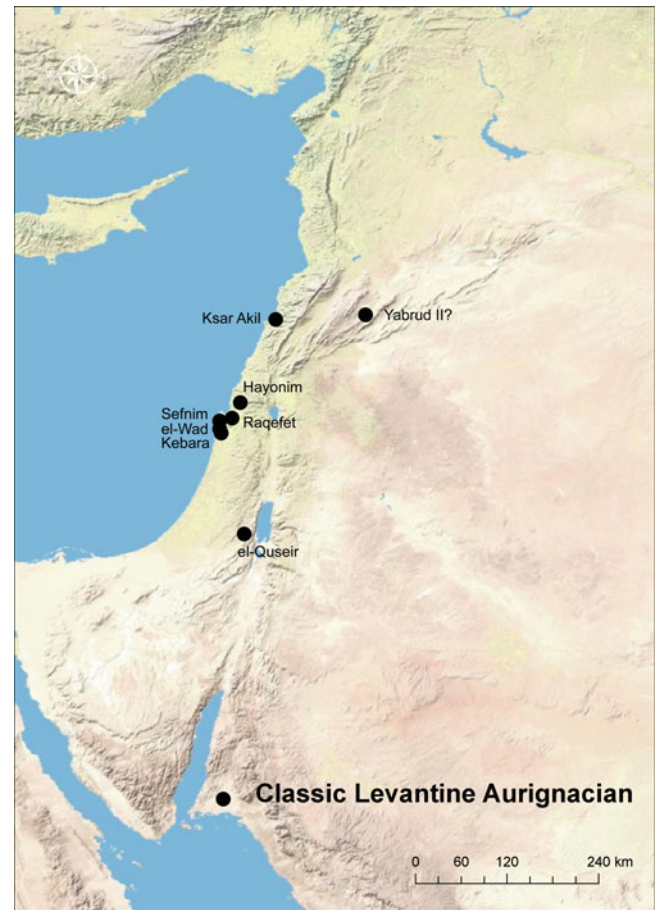 Ksar Akil
Yabrud II?
Hayonim
Sefnim
Raqefet
el-Wad
Kebara
el-Quseir
Classic Levantine Aurignacian
0 60 120 240 km